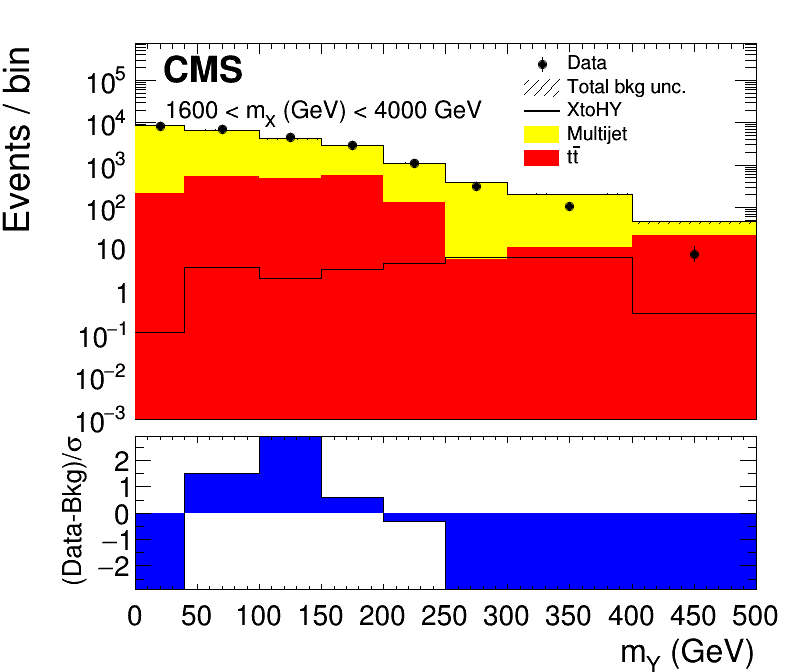 Events / bin
CMS
1600 < m_X (GeV) < 4000 GeV
Data
Total bkg unc.
XtoHY
Multijet
tt̄
10^5
10^4
10^3
10^2
10
1
10^−1
10^−2
10^−3
(Data-Bkg)/σ
2
1
0
−1
−2
0 50 100 150 200 250 300 350 400 450 500
m_Y (GeV)